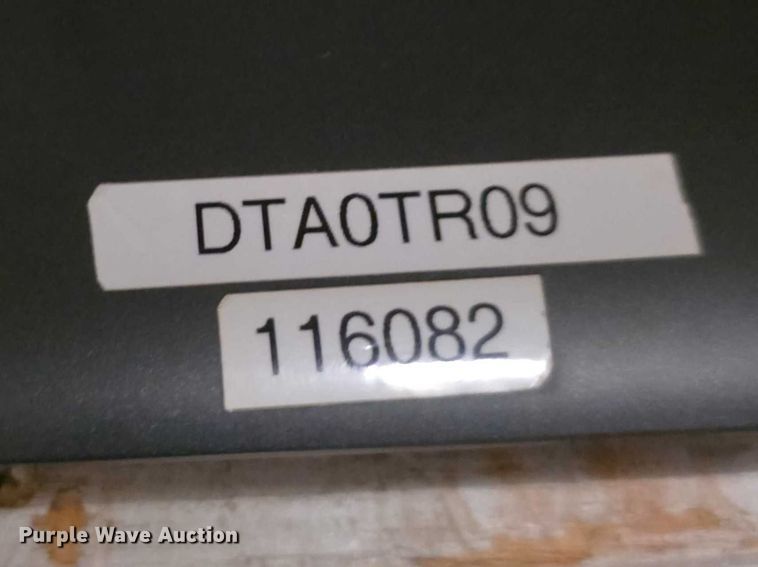 DTA0TR09
116082
Purple Wave Auction